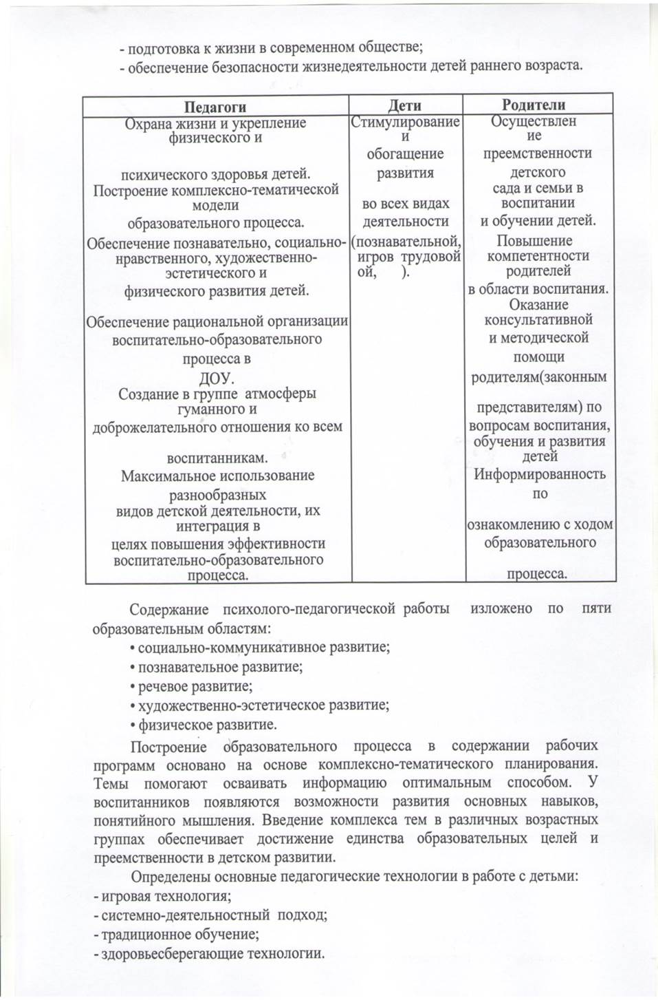 - подготовка к жизни в современном обществе;
- обеспечение безопасности жизнедеятельности детей раннего возраста.
Педагоги
Дети
Родители
Охрана жизни и укрепление
физического и
психического здоровья детей.
Построение комплексно-тематической
модели
образовательного процесса.
Обеспечение познавательно, социально-
нравственного, художественно-
эстетического и
физического развития детей.
Обеспечение рациональной организации
воспитательно-образовательного
процесса в
ДОУ.
Создание в группе атмосферы
гуманного и
доброжелательного отношения ко всем
воспитанникам.
Максимальное использование
разнообразных
видов детской деятельности, их
интеграция в
целях повышения эффективности
воспитательно-образовательного
процесса.
Стимулирование
и
обогащение
развития
во всех видах
деятельности
(познавательной,
игров трудовой
ой, ).
Осуществлен
ие
преемственности
детского
сада и семьи в
воспитании
и обучении детей.
Повышение
компетентности
родителей
в области воспитания.
Оказание
консультативной
и методической
помощи
родителям(законным
представителям) по
вопросам воспитания,
обучения и развития
детей
Информированность
по
ознакомлению с ходом
образовательного
процесса.
Содержание психолого-педагогической работы изложено по пяти
образовательным областям:
• социально-коммуникативное развитие;
• познавательное развитие;
• речевое развитие;
• художественно-эстетическое развитие;
• физическое развитие.
Построение образовательного процесса в содержании рабочих
программ основано на основе комплексно-тематического планирования.
Темы помогают осваивать информацию оптимальным способом. У
воспитанников появляются возможности развития основных навыков,
понятийного мышления. Введение комплекса тем в различных возрастных
группах обеспечивает достижение единства образовательных целей и
преемственности в детском развитии.
Определены основные педагогические технологии в работе с детьми:
- игровая технология;
- системно-деятельностный подход;
- традиционное обучение;
- здоровьесберегающие технологии.